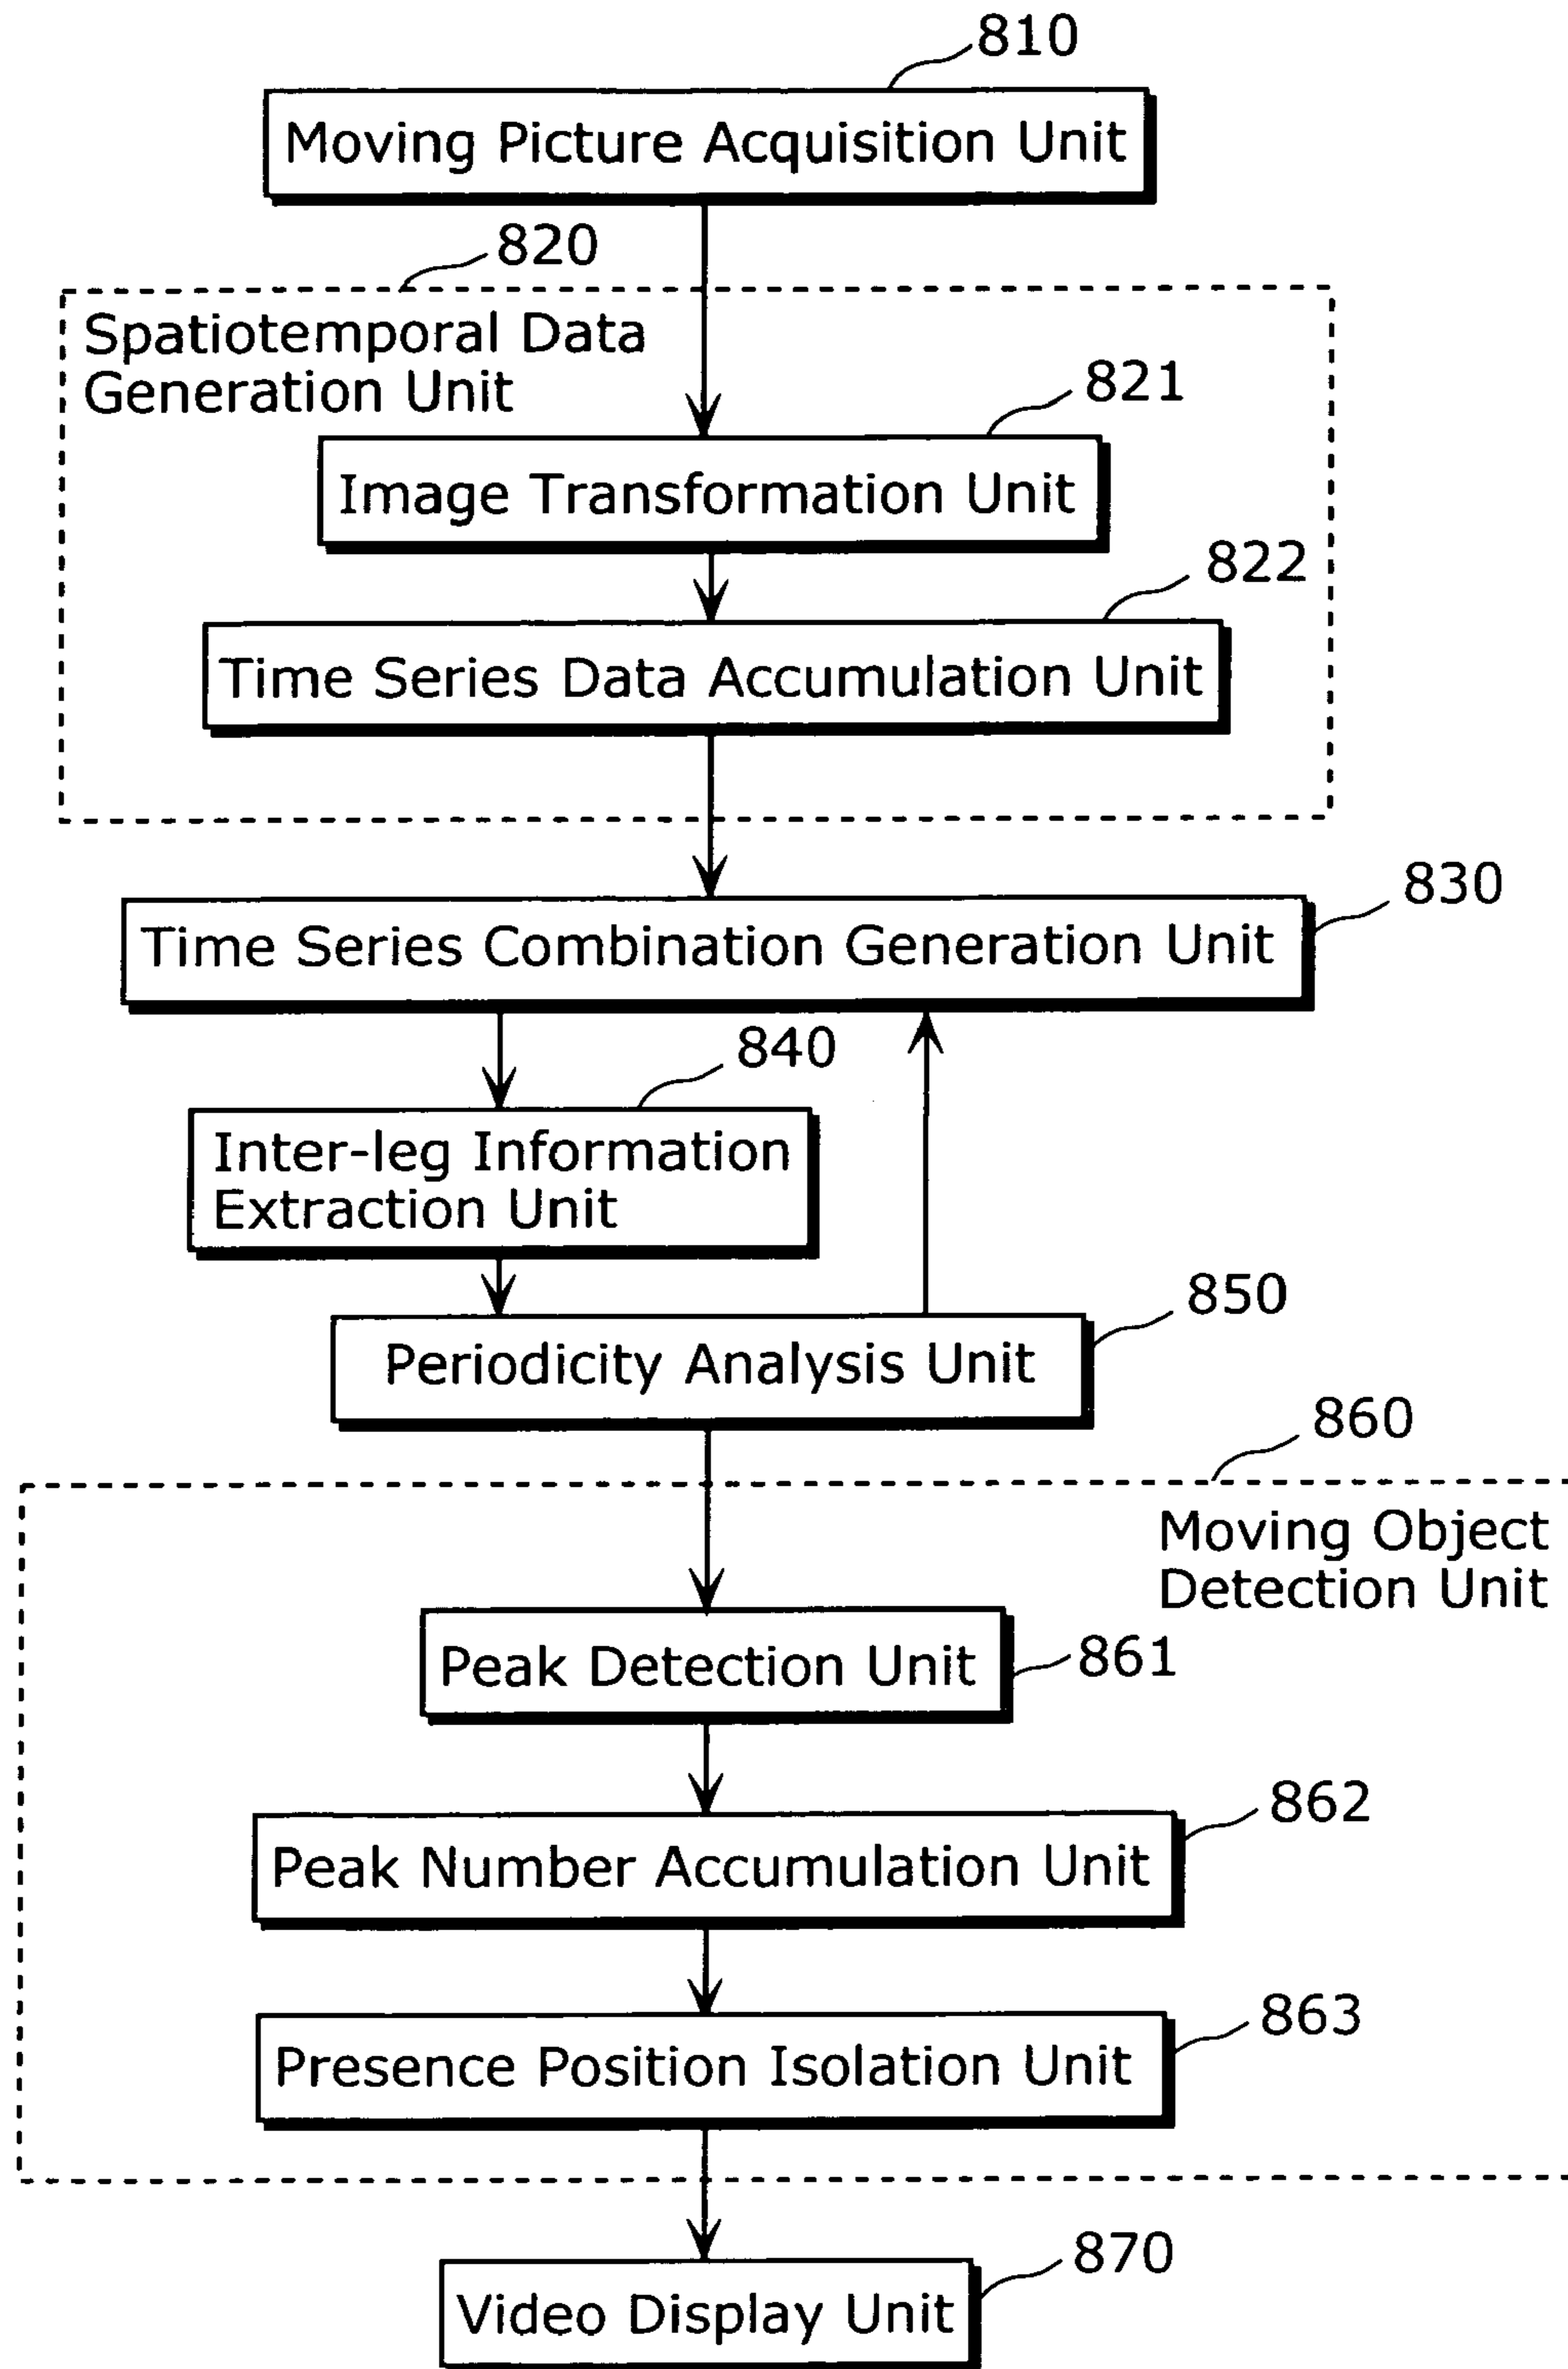 810
Moving Picture Acquisition Unit
820
Spatiotemporal Data
Generation Unit
821
Image Transformation Unit
822
Time Series Data Accumulation Unit
830
Time Series Combination Generation Unit
840
Inter-leg Information
Extraction Unit
850
Periodicity Analysis Unit
860
Moving Object
Detection Unit
Peak Detection Unit
861
862
Peak Number Accumulation Unit
863
Presence Position Isolation Unit
870
Video Display Unit